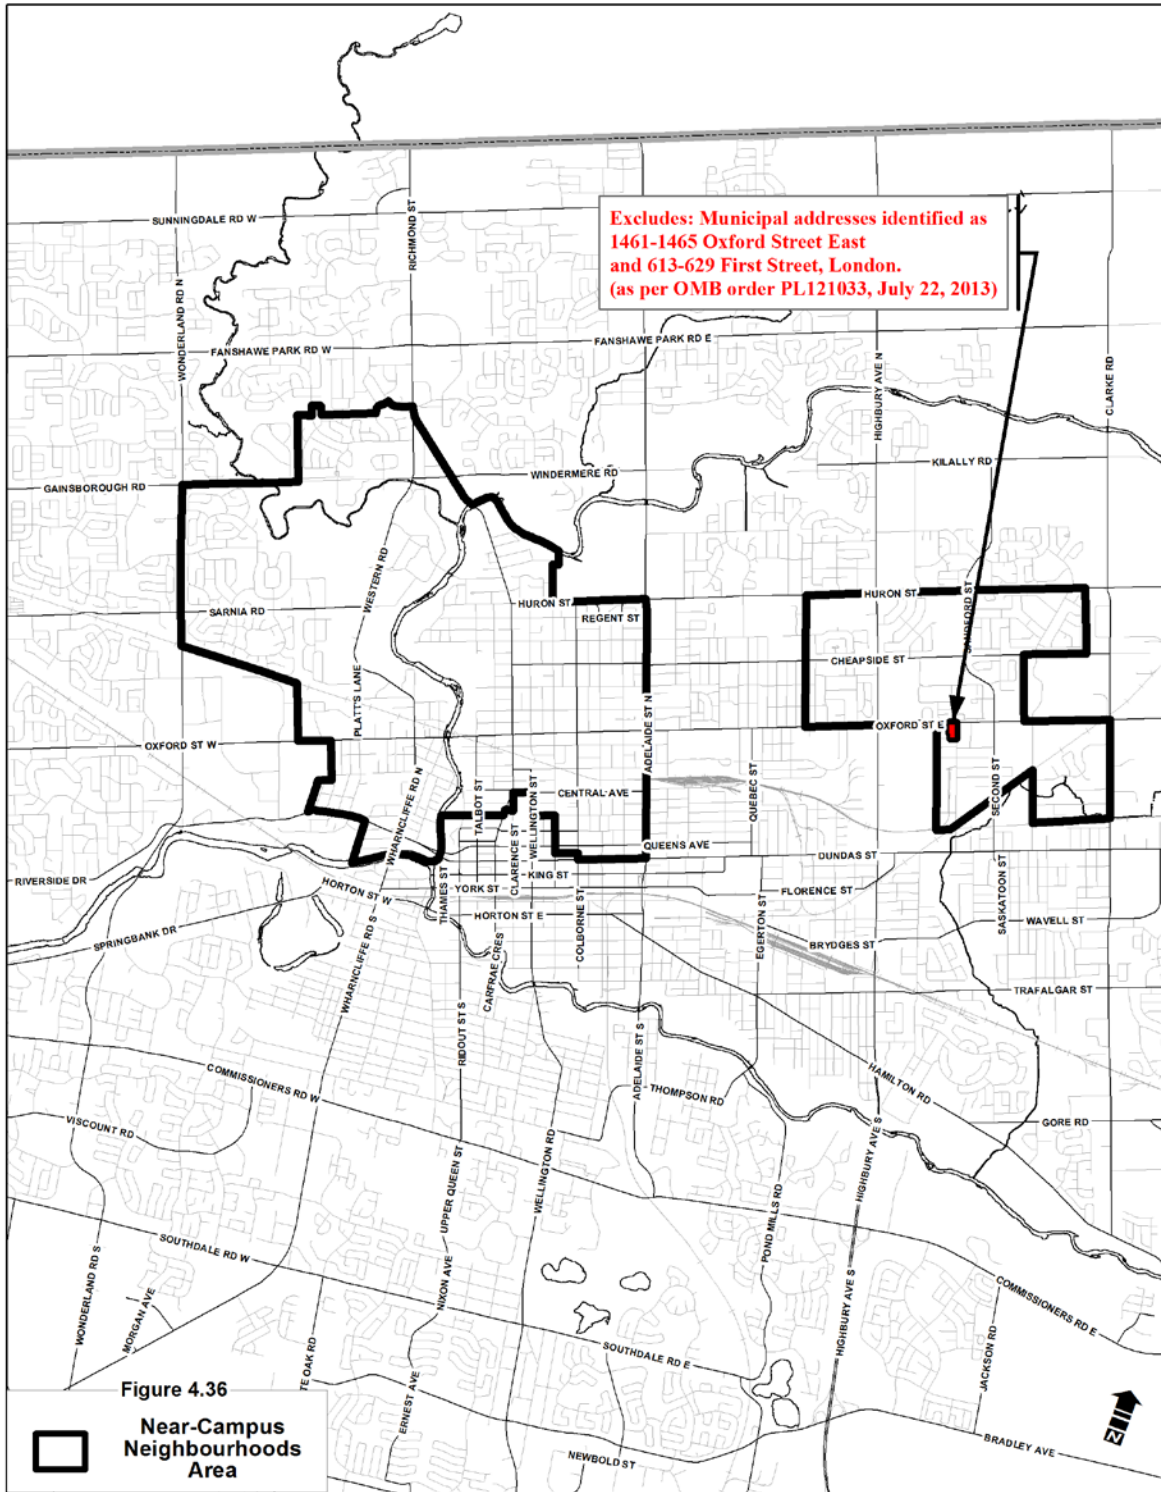 SUNNINGDALE RD W
RICHMOND ST
WONDERLAND RD N
Excludes: Municipal addresses identified as
1461-1465 Oxford Street East
and 613-629 First Street, London.
(as per OMB order PL121033, July 22, 2013)
FANSHAWE PARK RD W
FANSHAWE PARK RD E
HIGHBURY AVE N
CLARKE RD
GAINSBOROUGH RD
WINDERMERE RD
KILALLY RD
WESTERN RD
SARNIA RD
HURON ST
REGENT ST
HURON ST
SANDFORD ST
CHEAPSIDE ST
PLATT'S LANE
OXFORD ST W
ADELAIDE ST N
OXFORD ST E
WHARNCLIFFE RD N
TALBOT ST
CLARENCE ST
WELLINGTON ST
CENTRAL AVE
QUEBEC ST
SECOND ST
QUEENS AVE
DUNDAS ST
RIVERSIDE DR
HORTON ST W
THAMES ST
YORK ST
KING ST
FLORENCE ST
SASKATOON ST
HORTON ST E
COLBORNE ST
EGERTON ST
WAVELL ST
SPRINGBANK DR
WHARNCLIFFE RD S
CARFRAE CRES
BRYDGES ST
TRAFALGAR ST
RIDOUT ST S
ADELAIDE ST S
COMMISSIONERS RD W
THOMPSON RD
HAMILTON RD
VISCOUNT RD
GORE RD
UPPER QUEEN ST
WELLINGTON RD
HIGHBURY AVE S
POND MILLS RD
SOUTHDALE RD W
WONDERLAND RD S
MORGAN AVE
NIXON AVE
HIGHBURY AVE S
COMMISSIONERS RD E
SOUTHDALE RD E
JACKSON RD
TE OAK RD
ERNEST AVE
NEWBOLD ST
BRADLEY AVE
N
Figure 4.36
Near-Campus
Neighbourhoods
Area